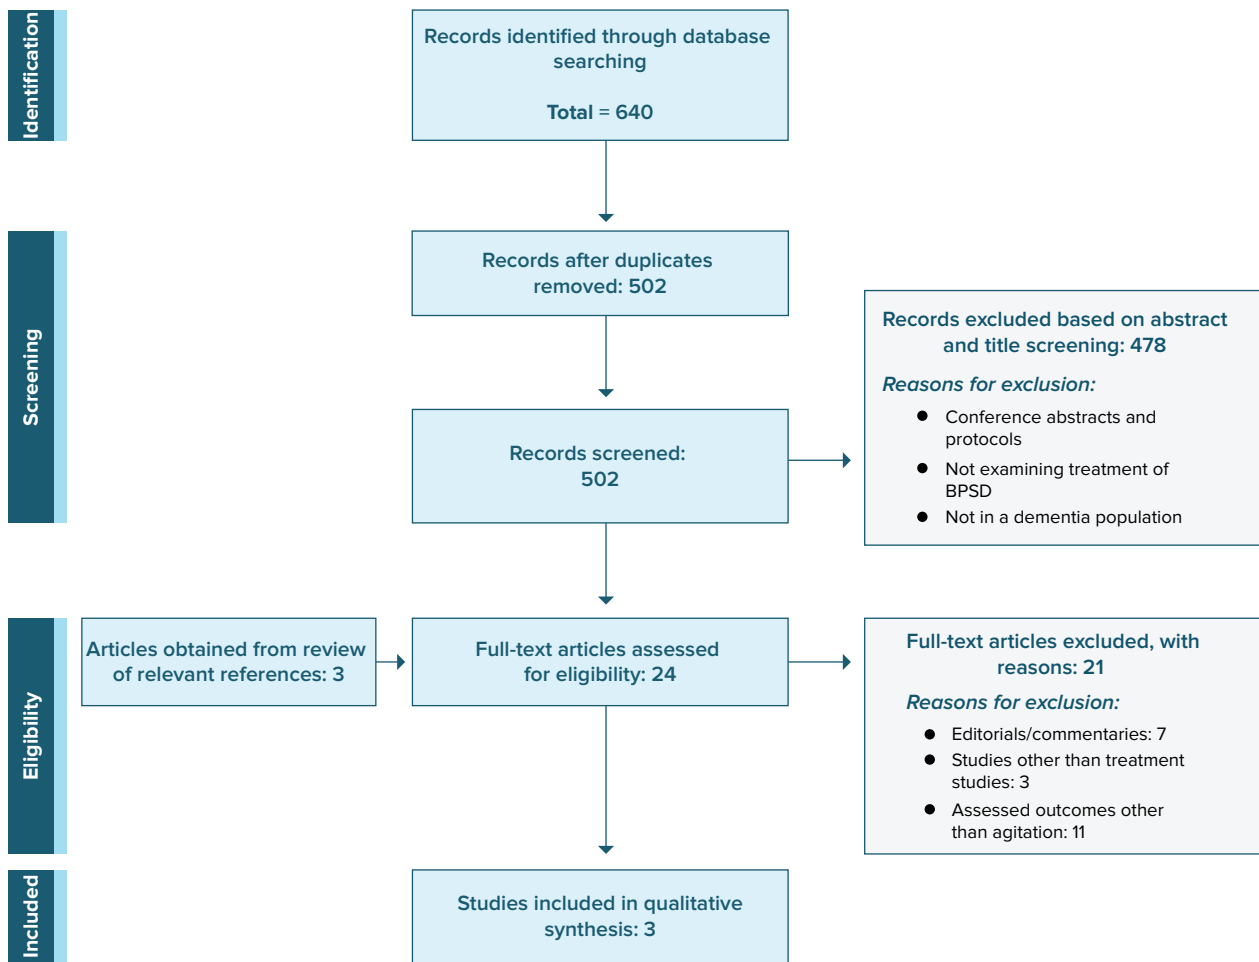 Identification
Records identified through database
searching
Total = 640
Screening
Records after duplicates
removed: 502
Records screened:
502
Records excluded based on abstract
and title screening: 478
Reasons for exclusion:
● Conference abstracts and
protocols
● Not examining treatment of
BPSD
● Not in a dementia population
Eligibility
Articles obtained from review
of relevant references: 3
Full-text articles assessed
for eligibility: 24
Full-text articles excluded, with
reasons: 21
Reasons for exclusion:
● Editorials/commentaries: 7
● Studies other than treatment
studies: 3
● Assessed outcomes other
than agitation: 11
Included
Studies included in qualitative
synthesis: 3